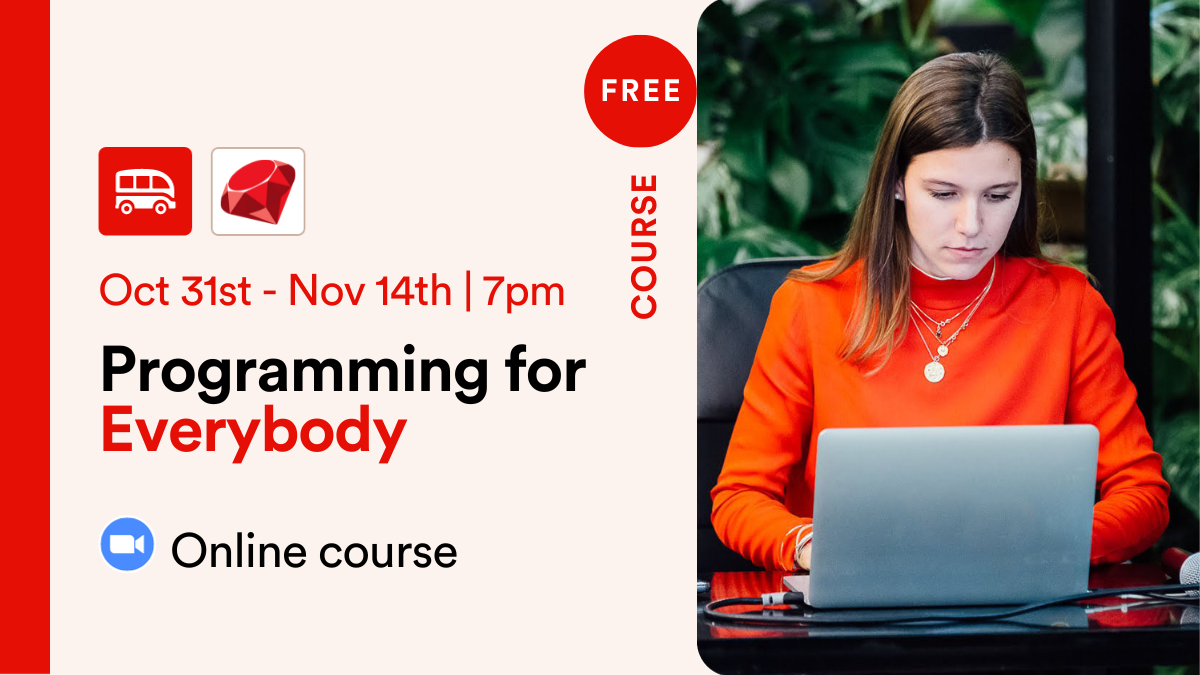 FREE
COURSE
Oct 31st - Nov 14th | 7pm
Programming for
Everybody
Online course